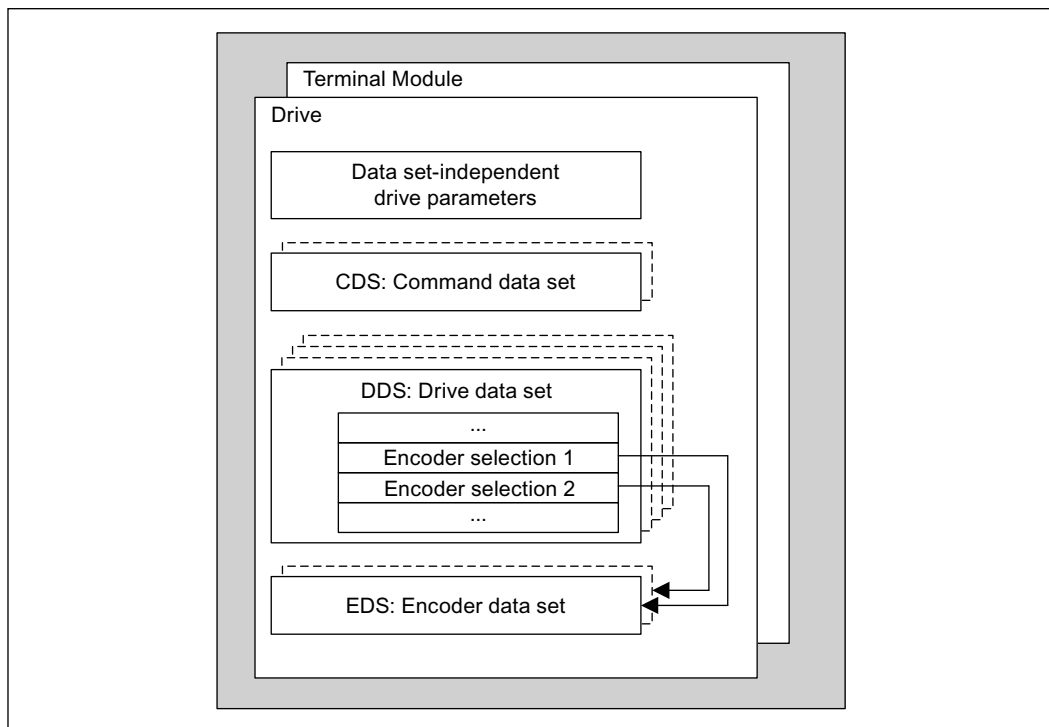 Terminal Module
Drive
Data set-independent
drive parameters
CDS: Command data set
DDS: Drive data set
...
Encoder selection 1
Encoder selection 2
...
EDS: Encoder data set